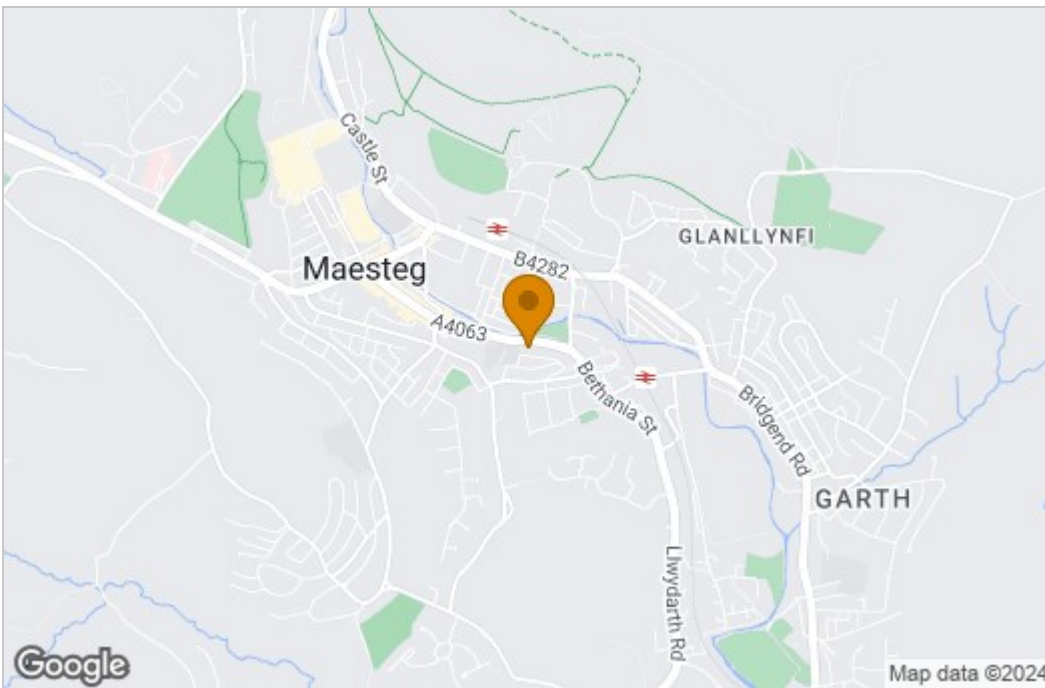 Castle St
GLANLLYNFI
B4282
Maesteg
A4063
Bethania St
Bridgend Rd
GARTH
Llwydarth Rd
Google
Map data ©2024